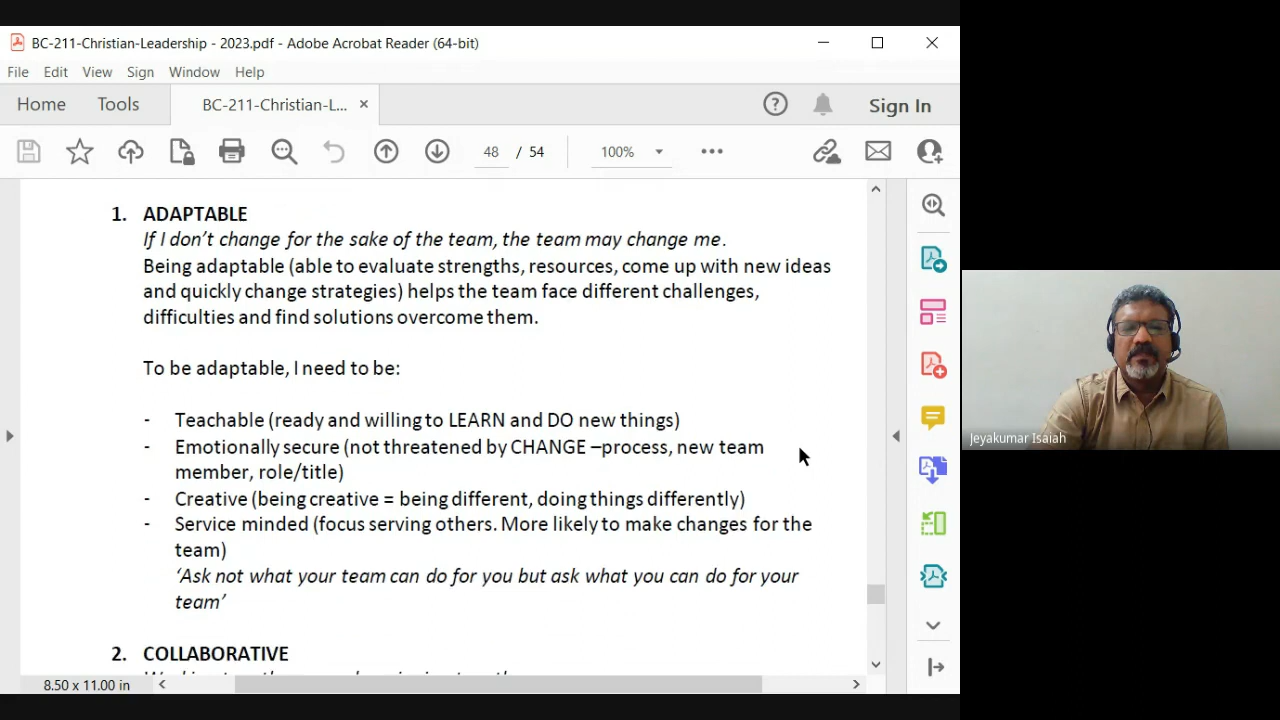 BC-211-Christian-Leadership - 2023.pdf - Adobe Acrobat Reader (64-bit)
File Edit View Sign Window Help
Home Tools BC-211-Christian-L... × Sign In
48 / 54 100%
1. ADAPTABLE
If I don’t change for the sake of the team, the team may change me.
Being adaptable (able to evaluate strengths, resources, come up with new ideas
and quickly change strategies) helps the team face different challenges,
difficulties and find solutions overcome them.
To be adaptable, I need to be:
- Teachable (ready and willing to LEARN and DO new things)
- Emotionally secure (not threatened by CHANGE –process, new team
member, role/title)
- Creative (being creative = being different, doing things differently)
- Service minded (focus serving others. More likely to make changes for the
team)
‘Ask not what your team can do for you but ask what you can do for your
team’
2. COLLABORATIVE
8.50 x 11.00 in
Jeyakumar Isaiah